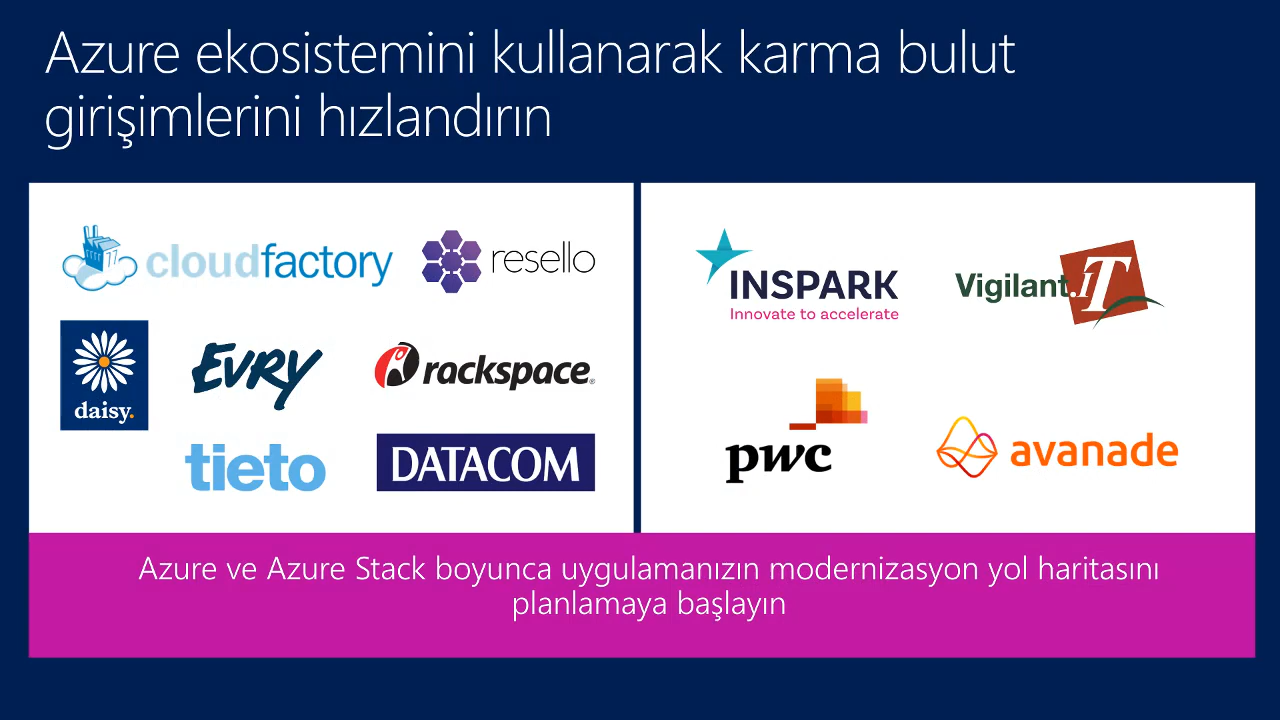 Azure ekosistemini kullanarak karma bulut
girişimlerini hızlandırın
cloudfactory
resello
daisy.
EVRY
rackspace®
tieto
DATACOM
INSPARK
Innovate to accelerate
Vigilant.iT
pwc
avanade
Azure ve Azure Stack boyunca uygulamanızın modernizasyon yol haritasını
planlamaya başlayın